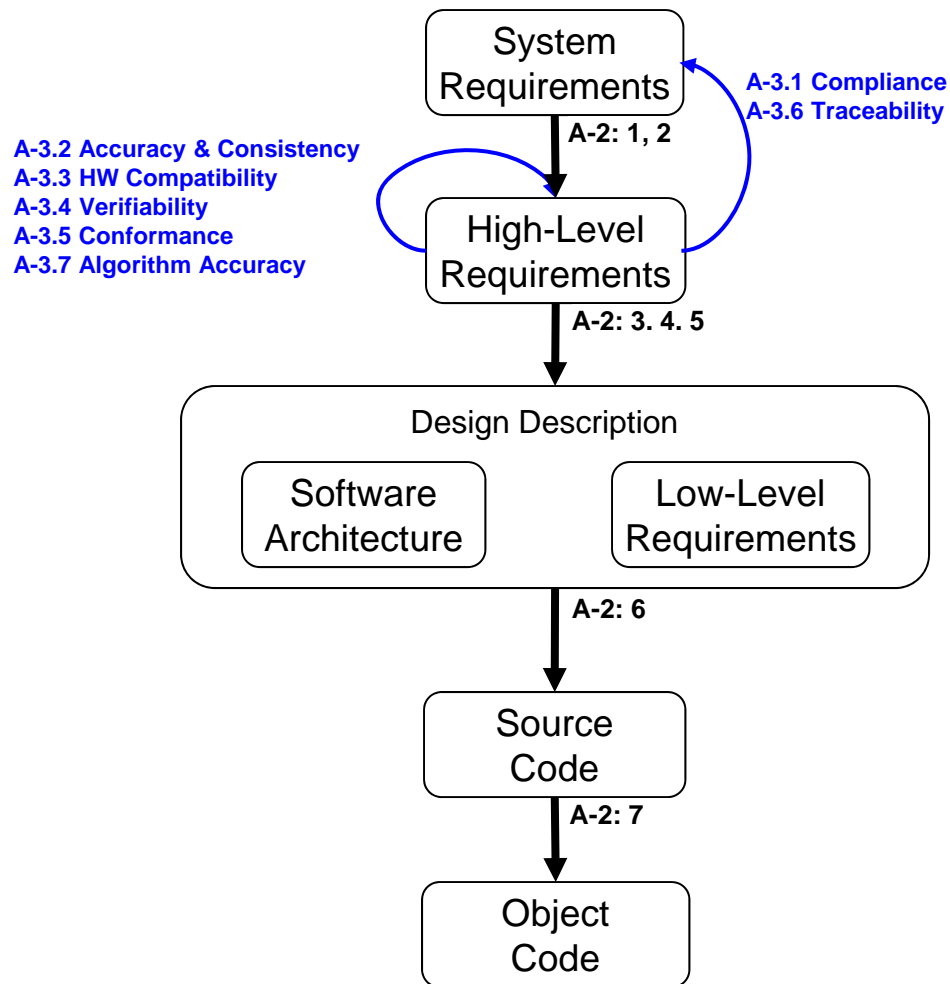 System
Requirements
A-3.1 Compliance
A-3.6 Traceability
A-2: 1, 2
A-3.2 Accuracy & Consistency
A-3.3 HW Compatibility
A-3.4 Verifiability
A-3.5 Conformance
A-3.7 Algorithm Accuracy
High-Level
Requirements
A-2: 3. 4. 5
Design Description
Software
Architecture
Low-Level
Requirements
A-2: 6
Source
Code
A-2: 7
Object
Code